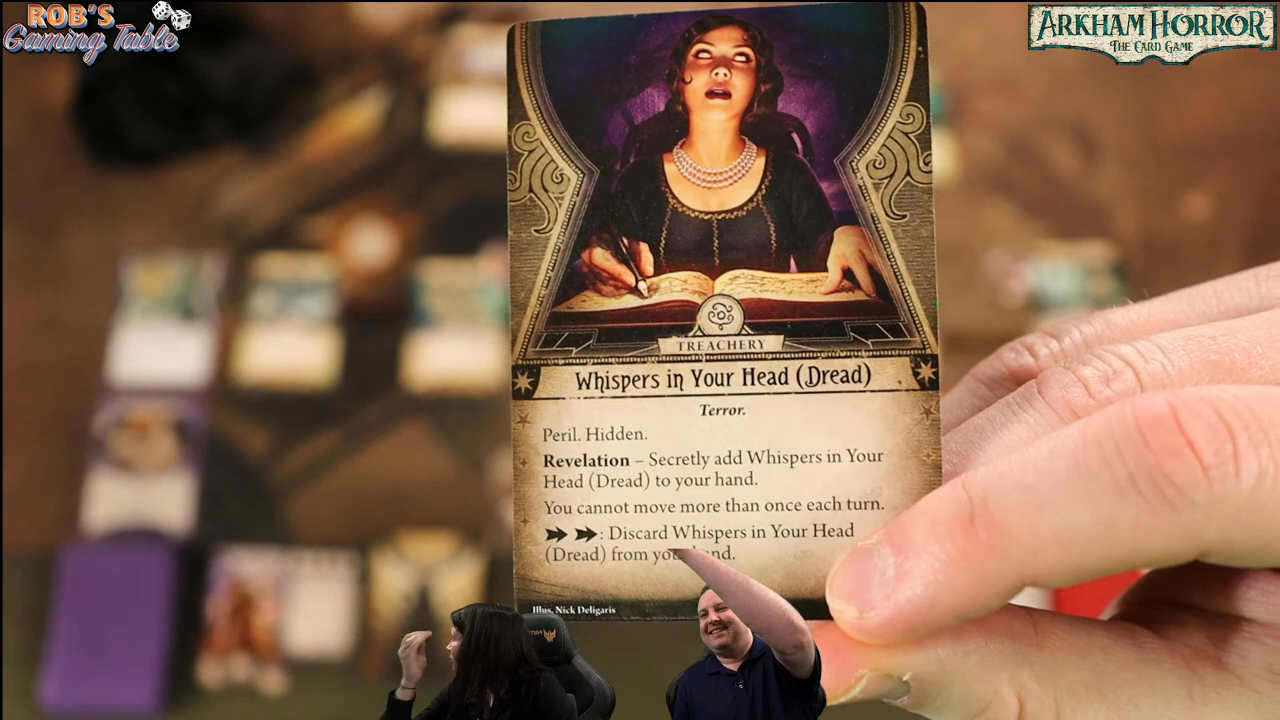 ROB'S
Gaming Table
ARKHAM HORROR
THE CARD GAME
TREACHERY
Whispers in Your Head (Dread)
Terror.
Peril. Hidden.
Revelation – Secretly add Whispers in Your
Head (Dread) to your hand.
You cannot move more than once each turn.
: Discard Whispers in Your Head
(Dread) from
Illus. Nick Deligaris